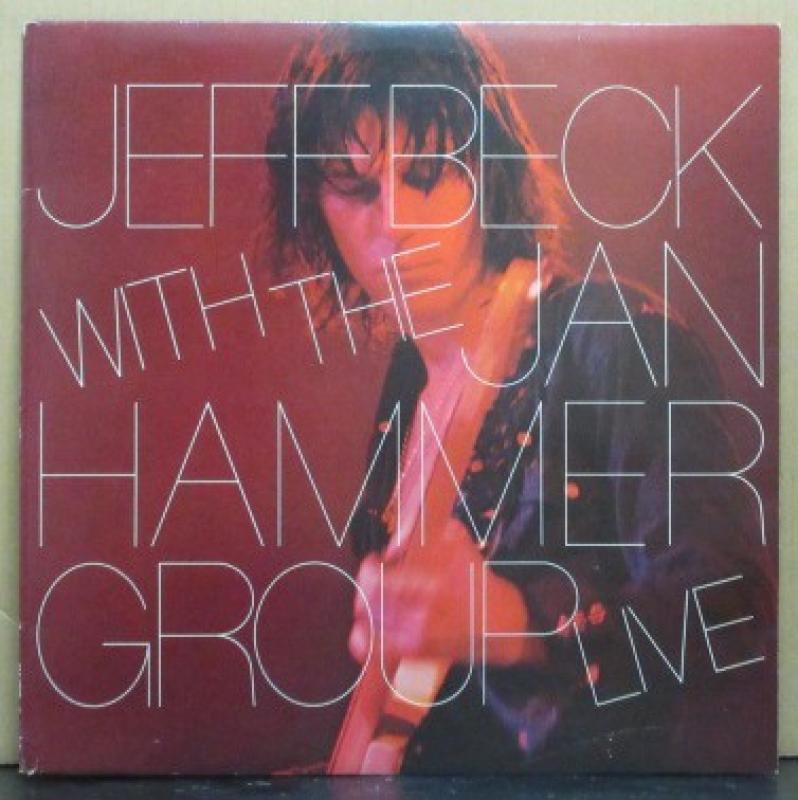 JEFF BECK
WITH THE JAN
HAMMER
GROUP LIVE